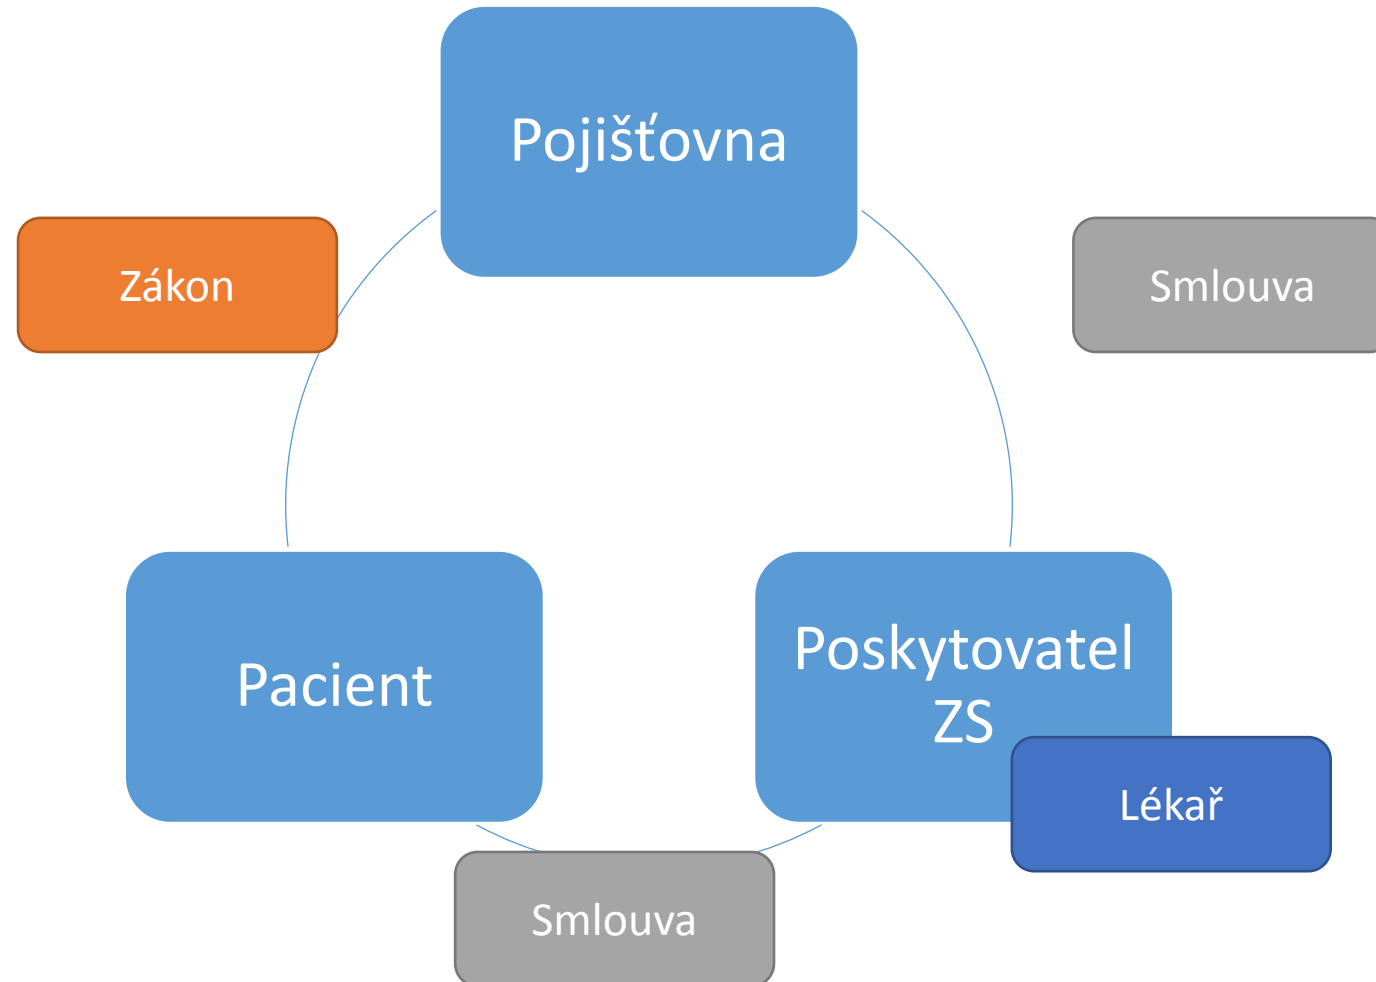 Pojišťovna
Zákon
Smlouva
Pacient
Poskytovatel
ZS
Lékař
Smlouva